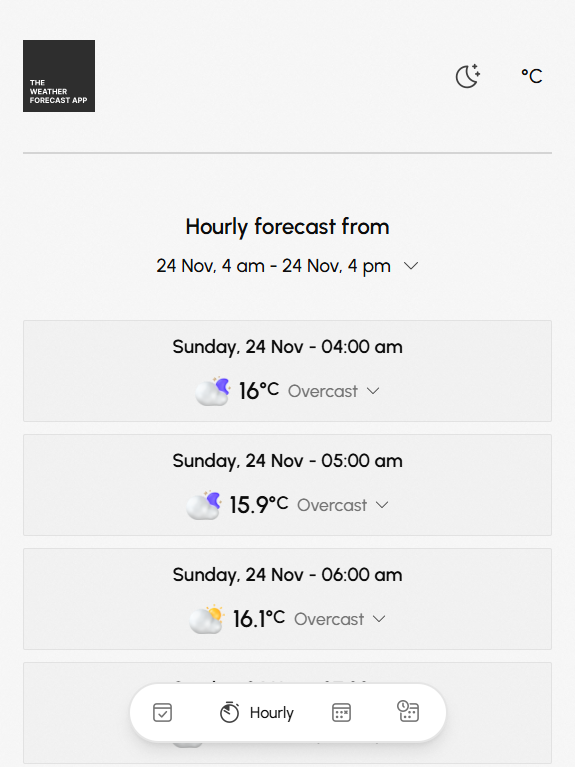 THE
WEATHER
FORECAST APP
°C
Hourly forecast from
24 Nov, 4 am - 24 Nov, 4 pm
Sunday, 24 Nov - 04:00 am
16°C Overcast
Sunday, 24 Nov - 05:00 am
15.9°C Overcast
Sunday, 24 Nov - 06:00 am
16.1°C Overcast
Hourly